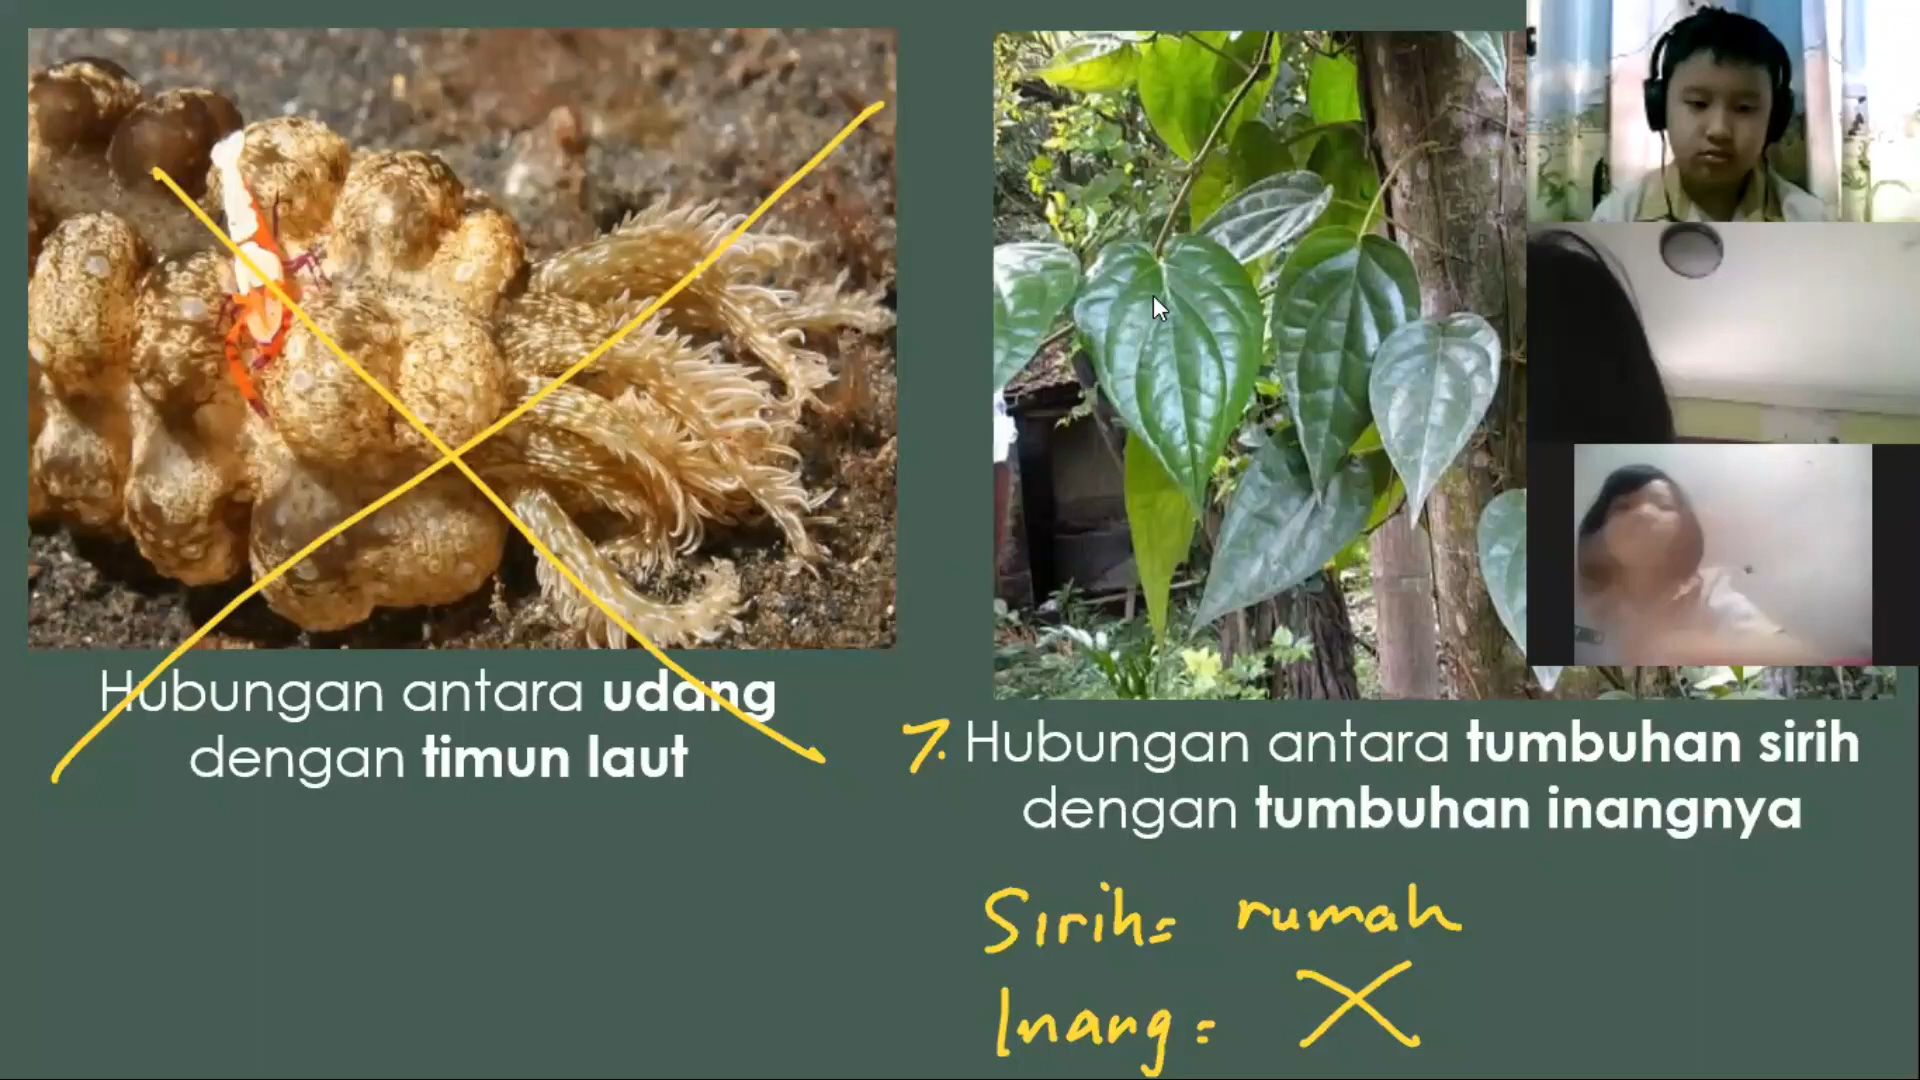 Hubungan antara udang
dengan timun laut
7. Hubungan antara tumbuhan sirih
dengan tumbuhan inangnya
Sirih= rumah
Inang = X